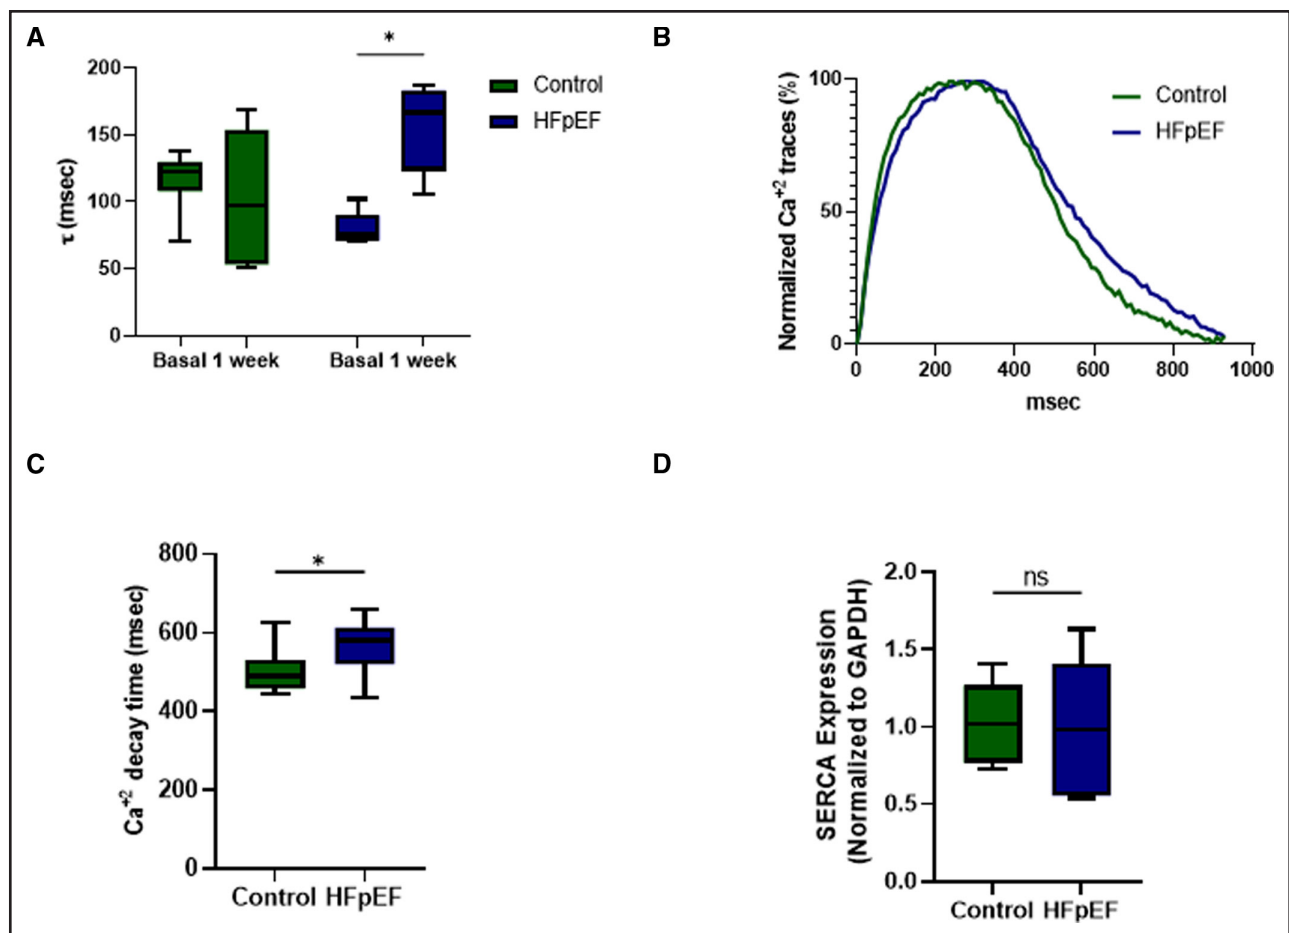 A
*
200
150
100
50
0
τ (msec)
Basal 1 week
Basal 1 week
Control
HFpEF
B
Normalized Ca+2 traces (%)
100
50
0
0 200 400 600 800 1000
msec
Control
HFpEF
C
*
Ca+2 decay time (msec)
800
600
400
200
0
Control HFpEF
D
ns
SERCA Expression
(Normalized to GAPDH)
2.0
1.5
1.0
0.5
0.0
Control HFpEF